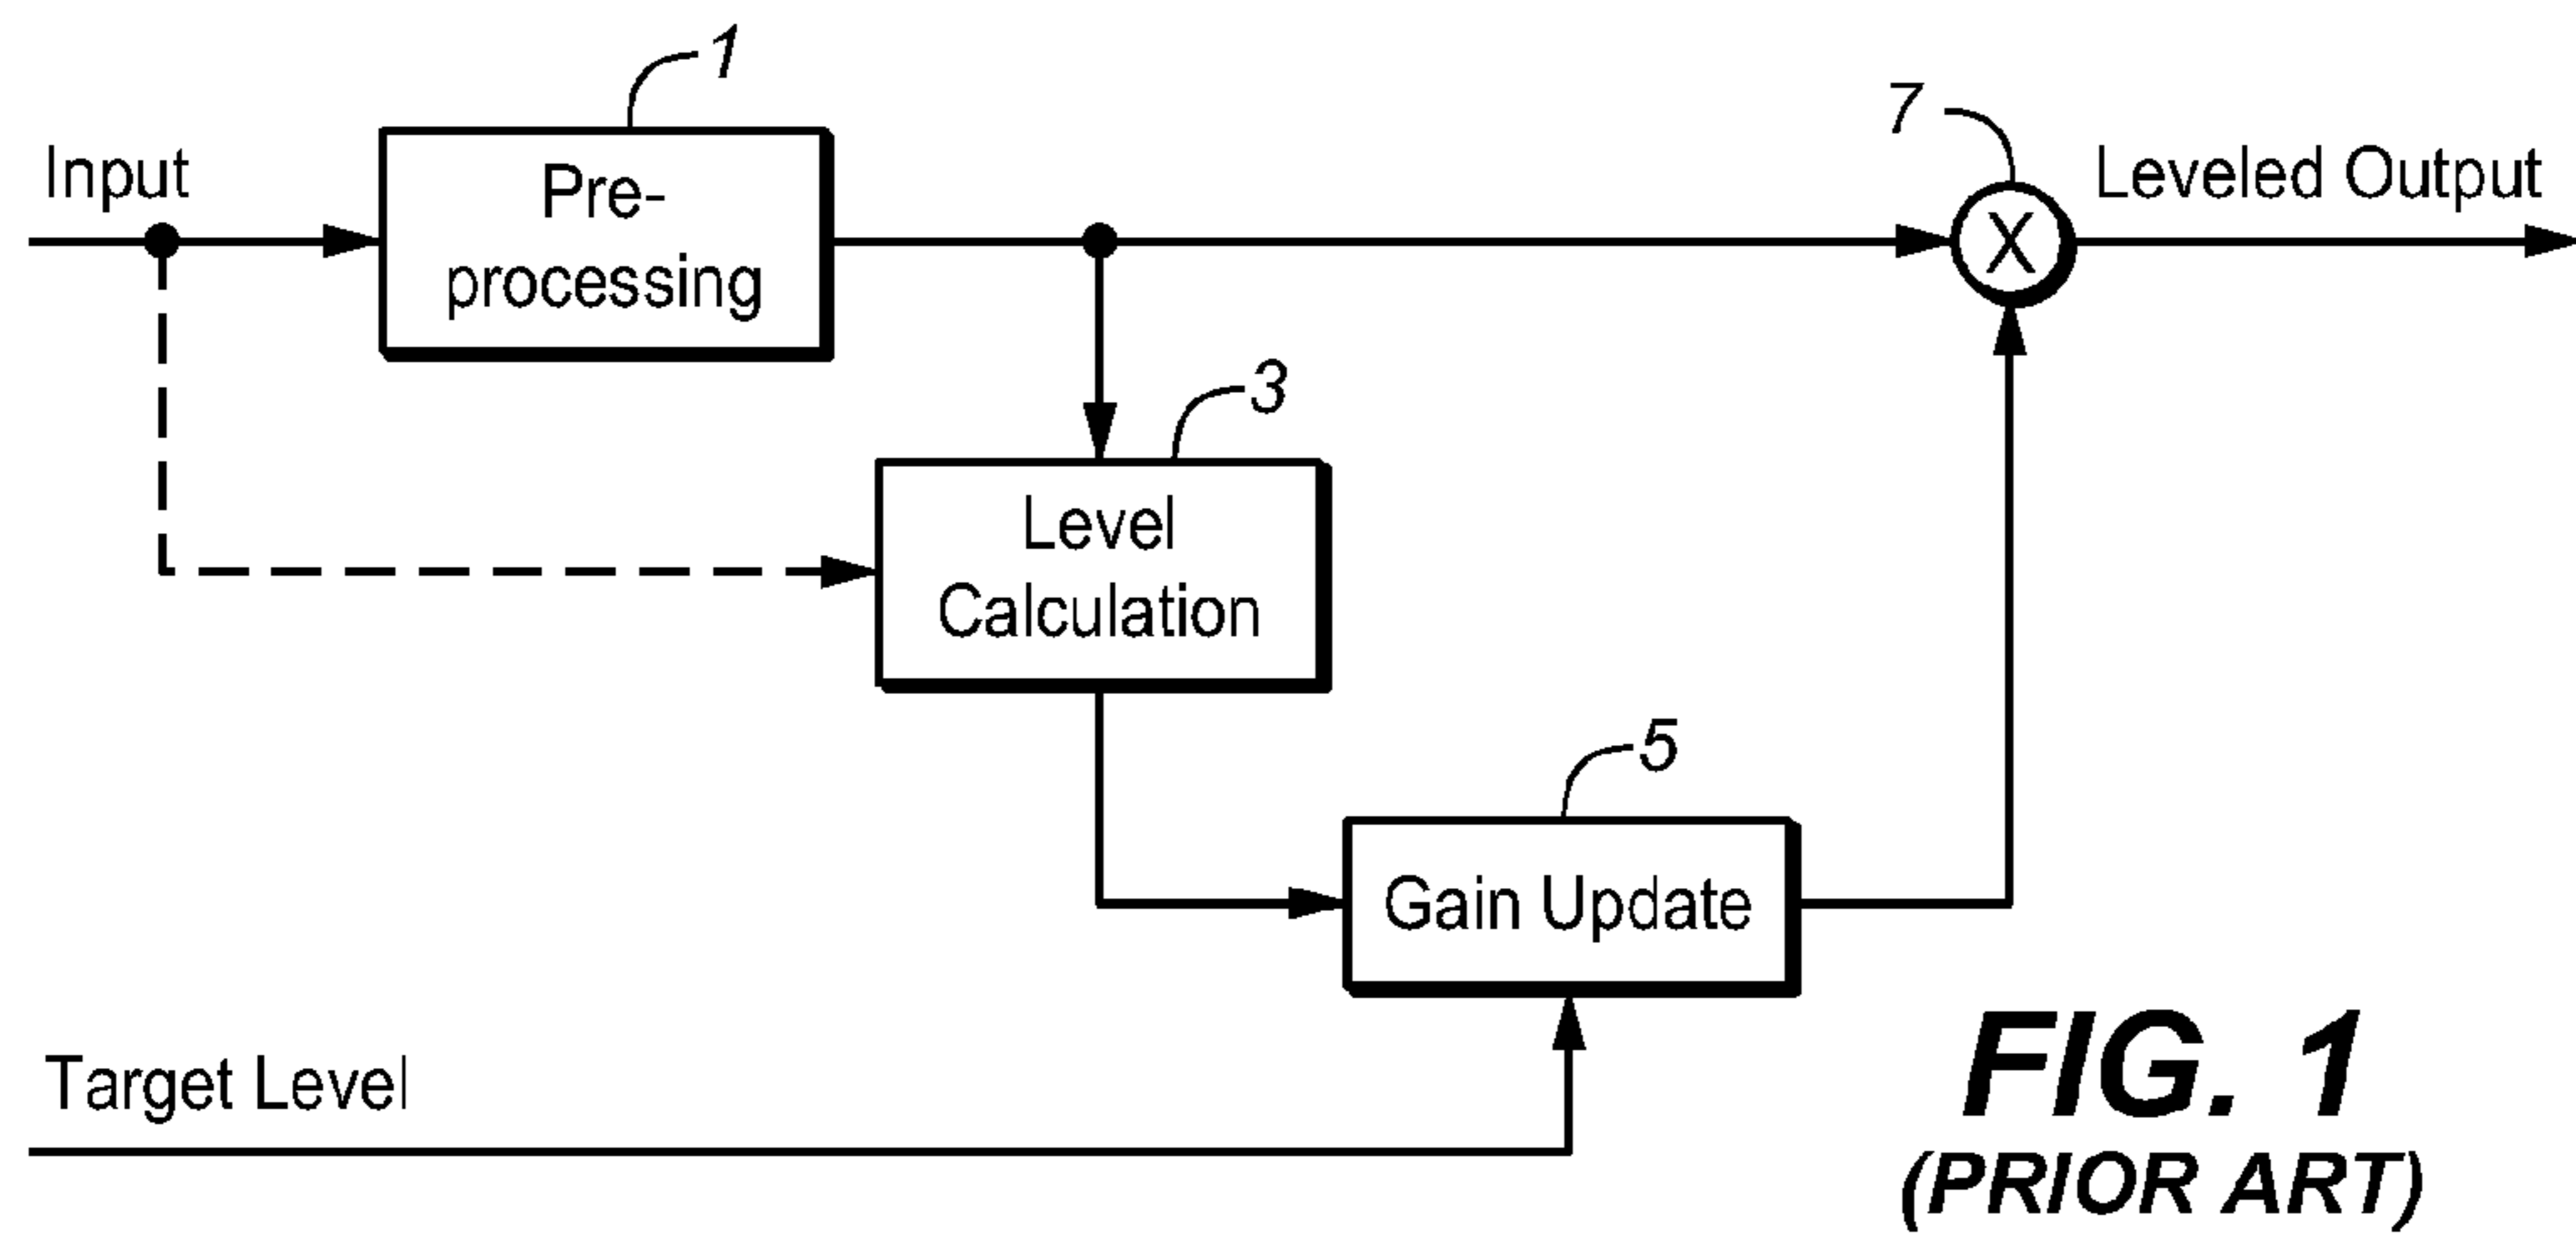 1
7
Input
Pre-
processing
X
Leveled Output
3
Level
Calculation
5
Gain Update
Target Level
FIG. 1
(PRIOR ART)